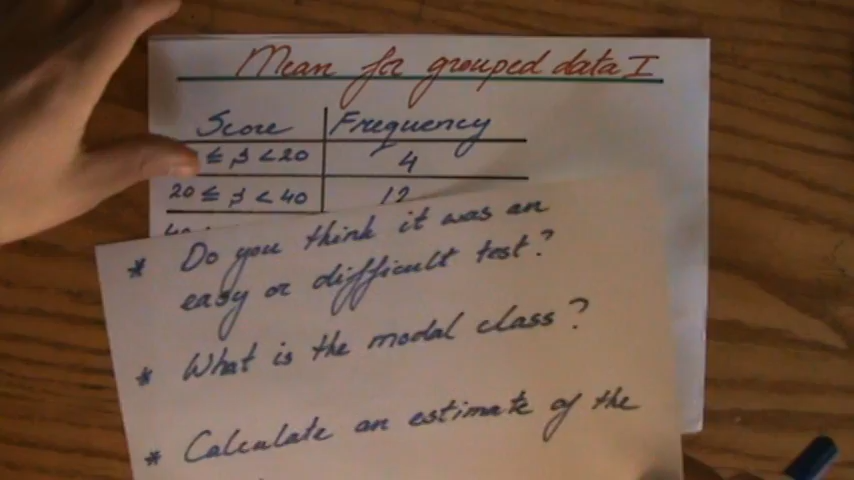 Mean for grouped data I
Score Frequency
≤ s < 20 4
20 ≤ s < 40 12
* Do you think it was an
easy or difficult test?
* What is the modal class?
* Calculate an estimate of the